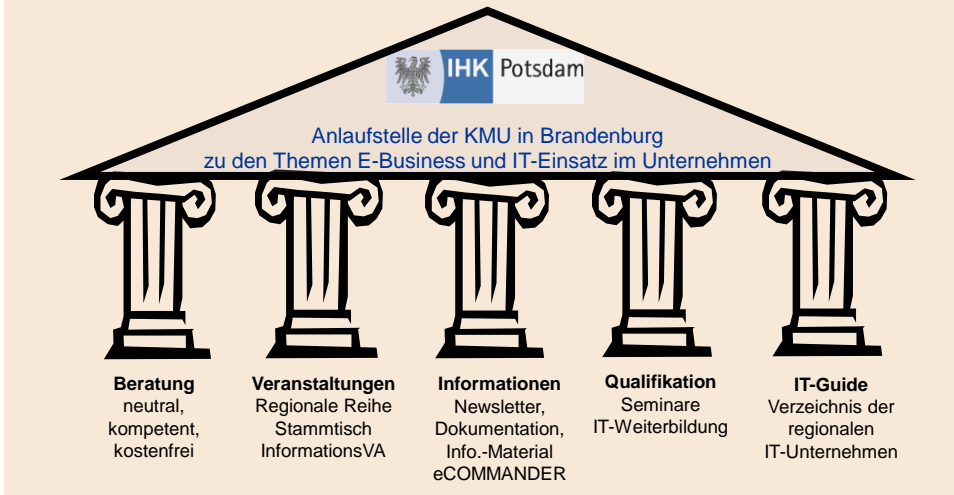 IHK Potsdam
Anlaufstelle der KMU in Brandenburg
zu den Themen E-Business und IT-Einsatz im Unternehmen
Beratung
neutral,
kompetent,
kostenfrei
Veranstaltungen
Regionale Reihe
Stammtisch
InformationsVA
Informationen
Newsletter,
Dokumentation,
Info.-Material
eCOMMANDER
Qualifikation
Seminare
IT-Weiterbildung
IT-Guide
Verzeichnis der
regionalen
IT-Unternehmen